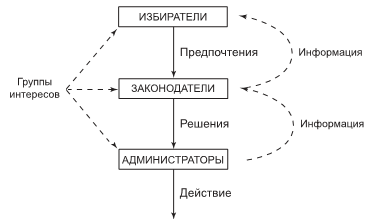 ИЗБИРАТЕЛИ
Предпочтения
Информация
Группы
интересов
ЗАКОНОДАТЕЛИ
Решения
Информация
АДМИНИСТРАТОРЫ
Действие